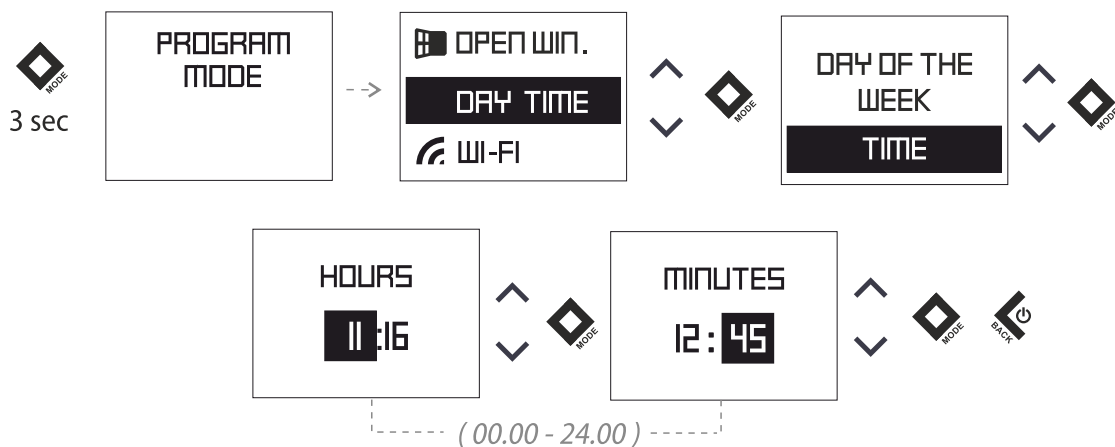 PROGRAM
MODE
MODE
3 sec
OPEN WIN.
DAY TIME
WI-FI
MODE
DAY OF THE
WEEK
TIME
MODE
HOURS
11:16
MODE
MINUTES
12:45
MODE
BACK
( 00.00 - 24.00 )